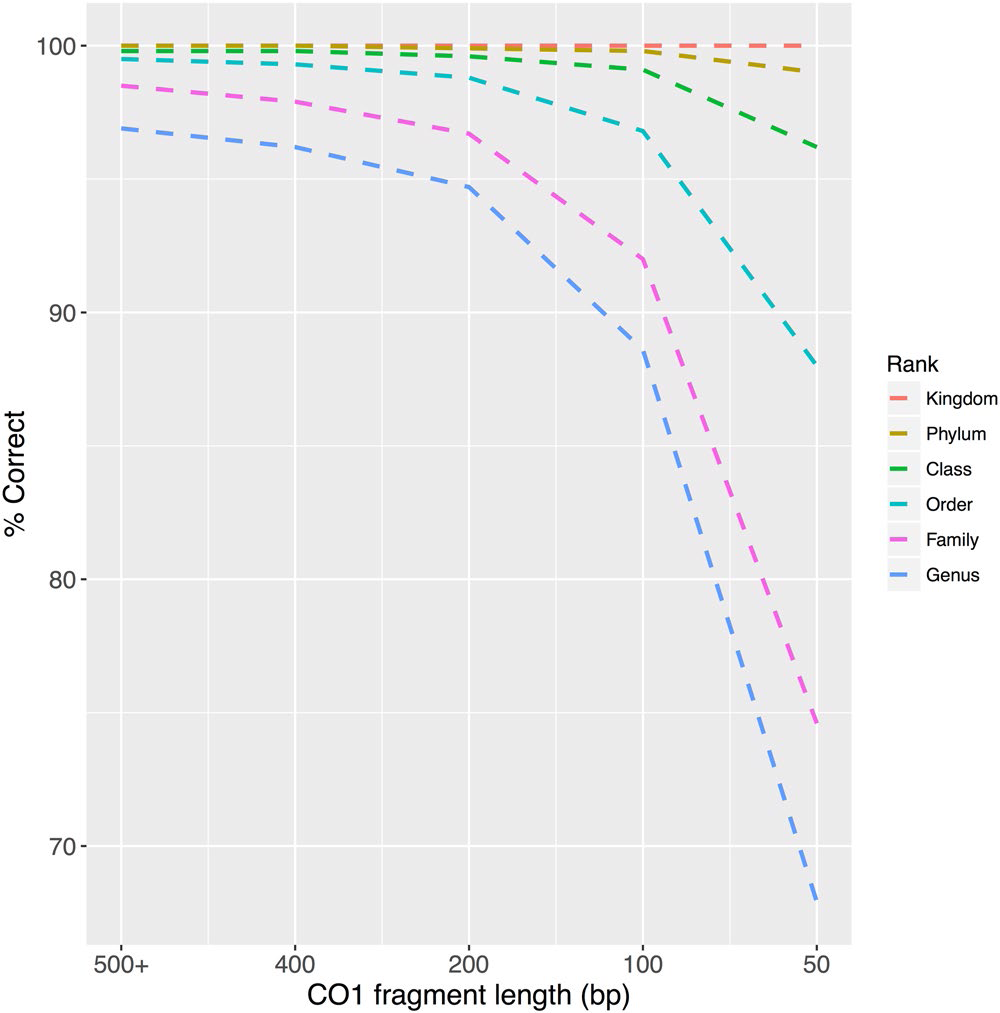 100
90
80
70
% Correct
500+ 400 200 100 50
CO1 fragment length (bp)
Rank
Kingdom
Phylum
Class
Order
Family
Genus